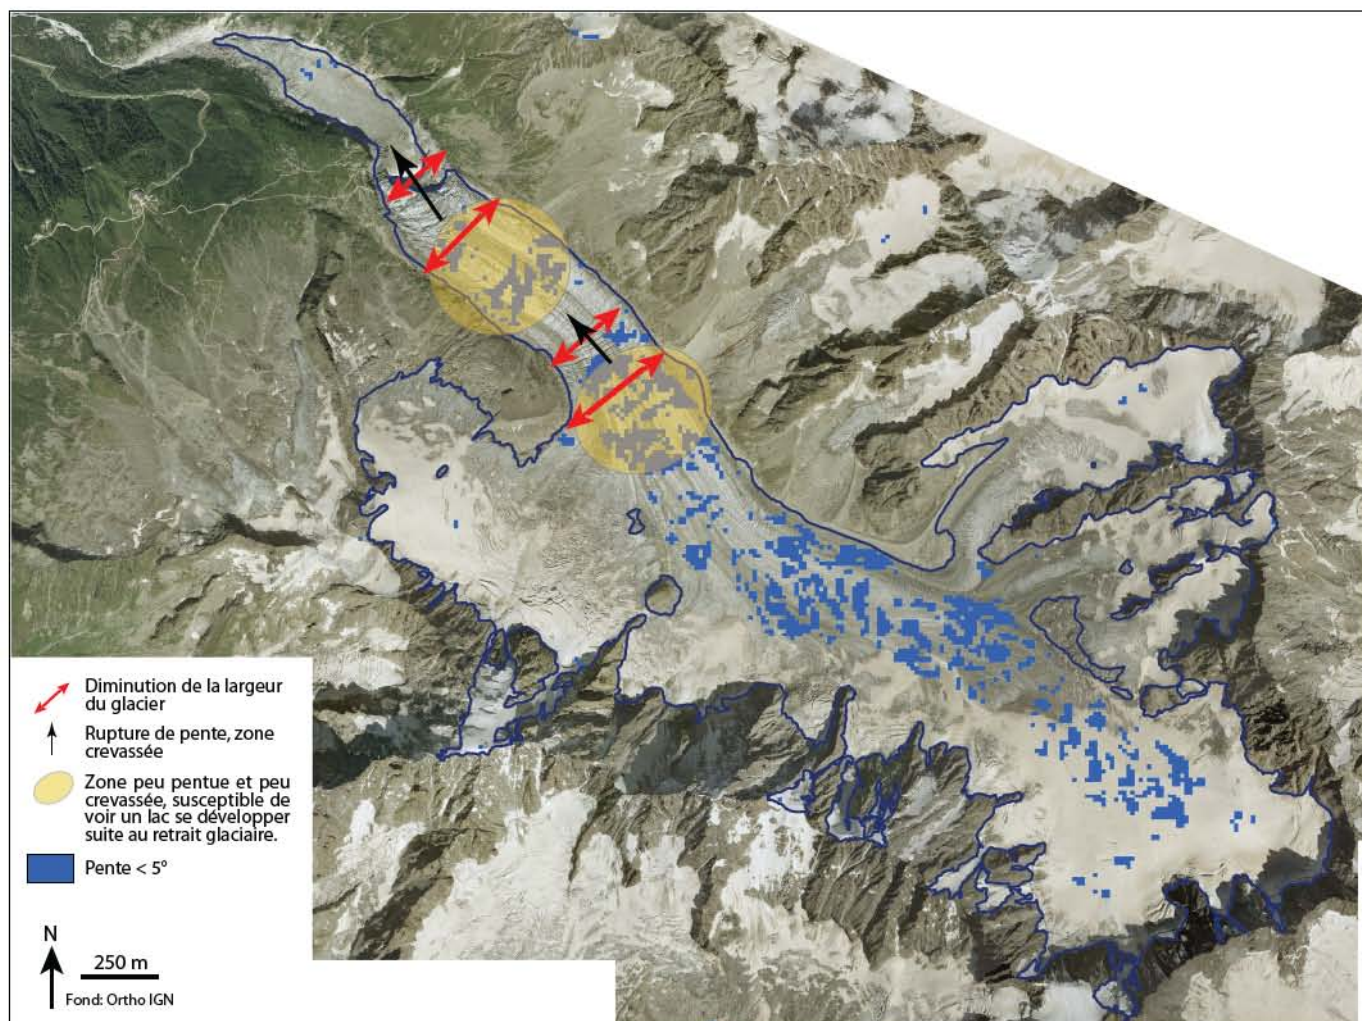 Diminution de la largeur
du glacier
Rupture de pente, zone
crevassée
Zone peu pentue et peu
crevassée, susceptible de
voir un lac se développer
suite au retrait glaciaire.
Pente < 5°
N
250 m
Fond: Ortho IGN